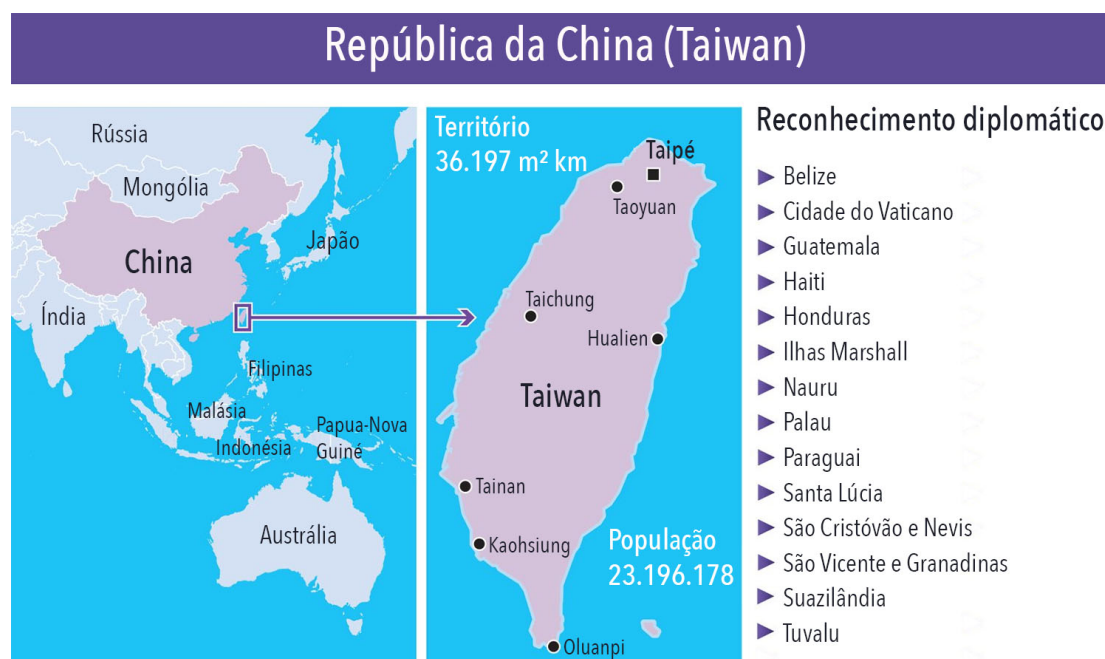 República da China (Taiwan)
Rússia
Mongólia
China
Japão
Índia
Filipinas
Malásia
Indonésia
Papua-Nova
Guiné
Austrália
Território
36.197 m² km
Taipé
Taoyuan
Taichung
Hualien
Taiwan
Tainan
Kaohsiung
População
23.196.178
Oluanpi
Reconhecimento diplomático
Belize
Cidade do Vaticano
Guatemala
Haiti
Honduras
Ilhas Marshall
Nauru
Palau
Paraguai
Santa Lúcia
São Cristóvão e Nevis
São Vicente e Granadinas
Suazilândia
Tuvalu